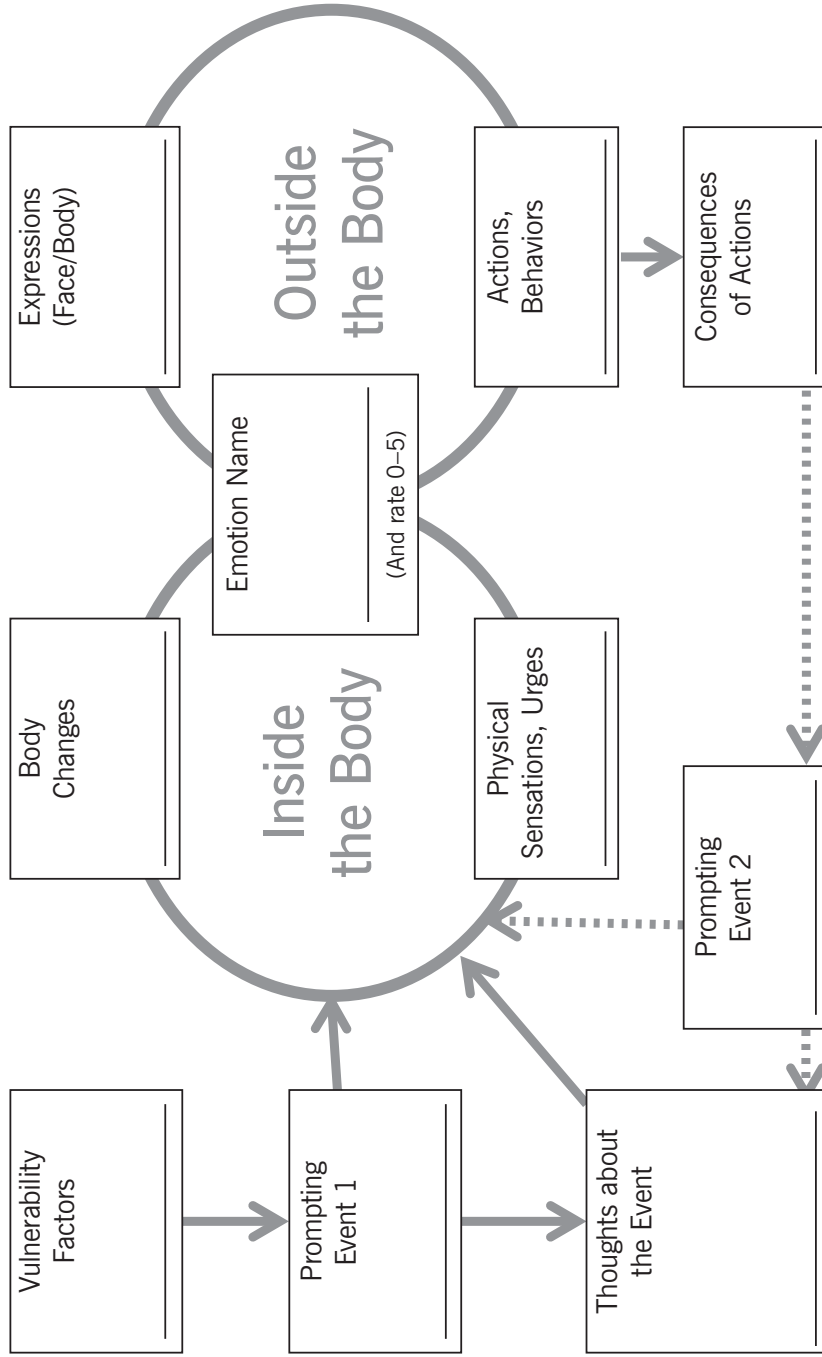 Vulnerability
Factors
Prompting
Event 1
Thoughts about
the Event
Body
Changes
Inside
the Body
Physical
Sensations, Urges
Prompting
Event 2
Emotion Name
(And rate 0–5)
Expressions
(Face/Body)
Outside
the Body
Actions,
Behaviors
Consequences
of Actions